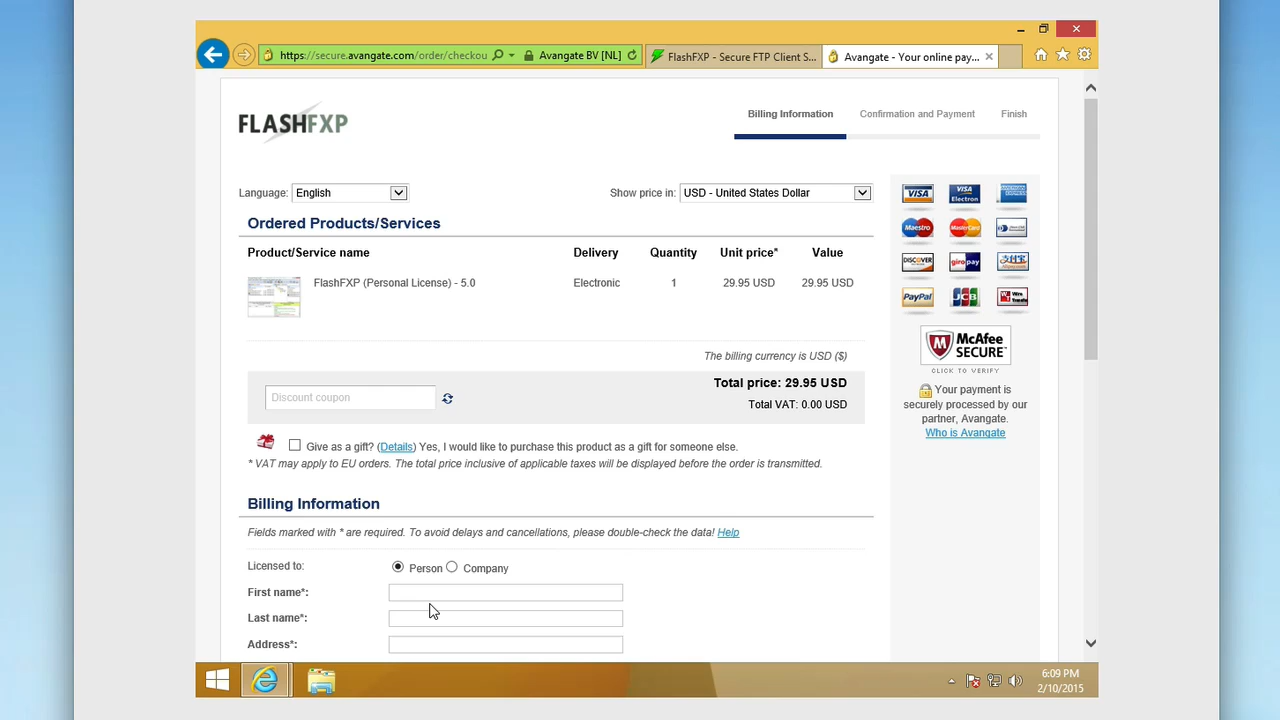 https://secure.avangate.com/order/checkou
Avangate BV [NL]
FlashFXP - Secure FTP Client S...
Avangate - Your online pay...
FLASHFXP
Billing Information
Confirmation and Payment
Finish
Language: English
Show price in: USD - United States Dollar
Ordered Products/Services
Product/Service name Delivery Quantity Unit price* Value
FlashFXP (Personal License) - 5.0 Electronic 1 29.95 USD 29.95 USD
The billing currency is USD ($)
Discount coupon
Total price: 29.95 USD
Total VAT: 0.00 USD
Give as a gift? (Details) Yes, I would like to purchase this product as a gift for someone else.
* VAT may apply to EU orders. The total price inclusive of applicable taxes will be displayed before the order is transmitted.
Billing Information
Fields marked with * are required. To avoid delays and cancellations, please double-check the data! Help
Licensed to: Person Company
First name*:
Last name*:
Address*:
VISA
VISA Electron
AMERICAN EXPRESS
Maestro
MasterCard
DISCOVER
giropay
PayPal
JCB
Wire Transfer
McAfee SECURE
CLICK TO VERIFY
Your payment is
securely processed by our
partner, Avangate.
Who is Avangate
6:09 PM
2/10/2015